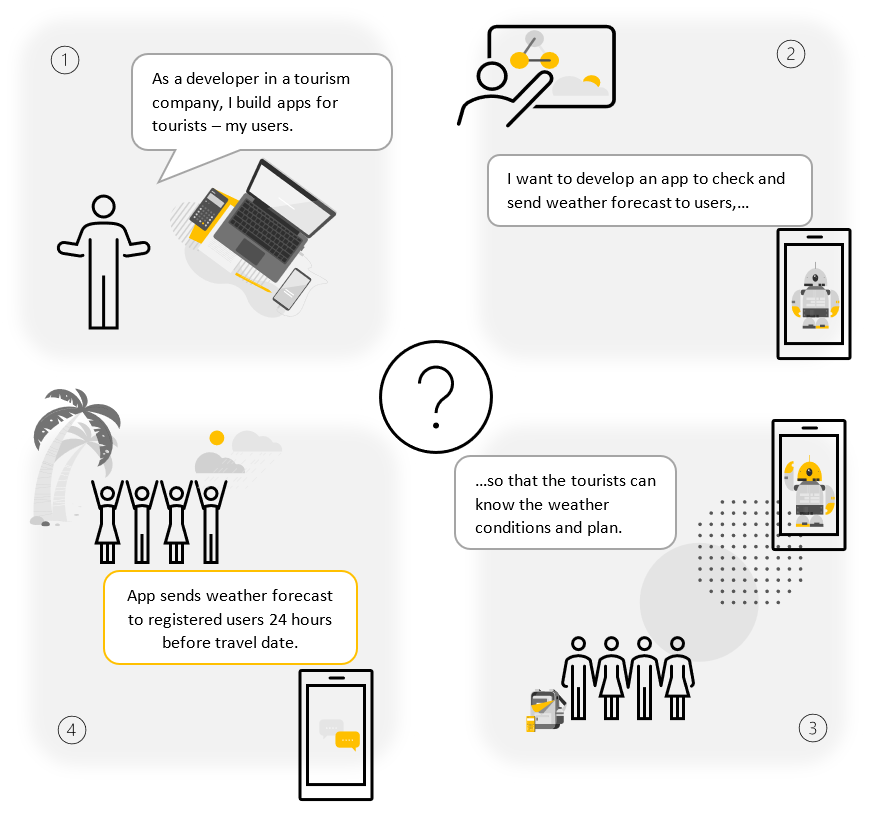 1
As a developer in a tourism
company, I build apps for
tourists – my users.
2
I want to develop an app to check and
send weather forecast to users,...
?
...so that the tourists can
know the weather
conditions and plan.
3
App sends weather forecast
to registered users 24 hours
before travel date.
4